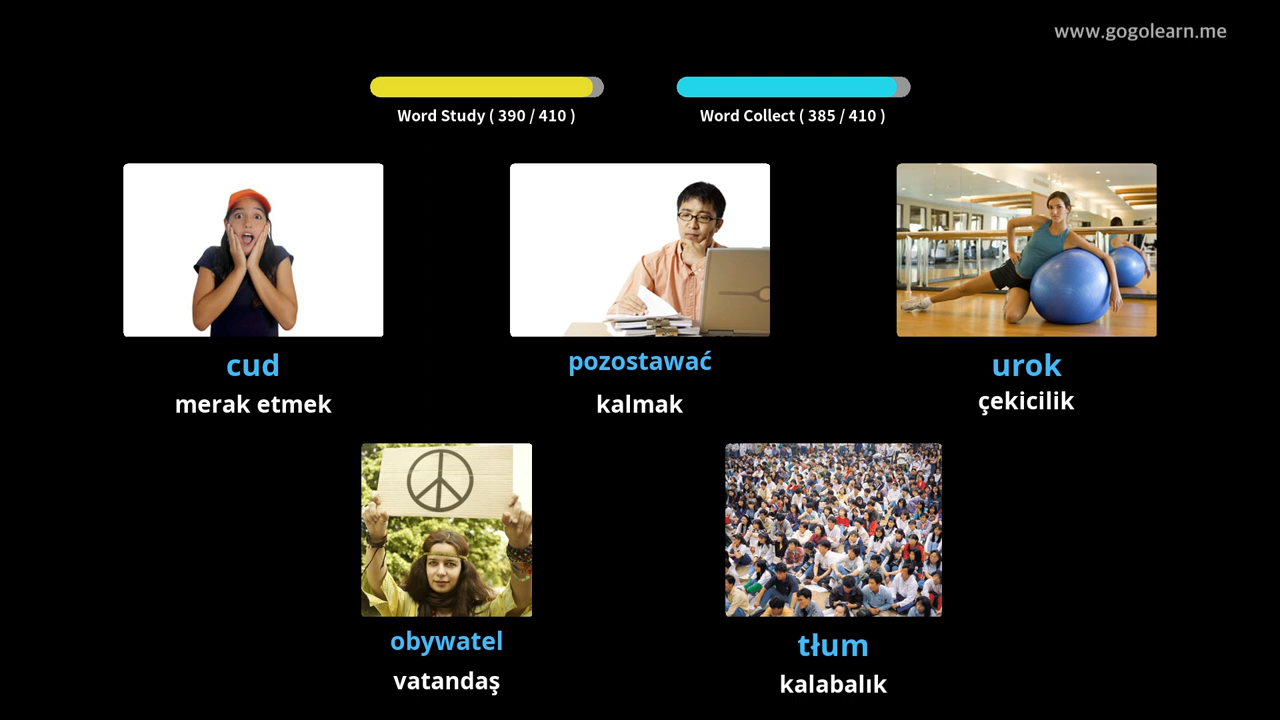 www.gogolearn.me
Word Study ( 390 / 410 )
Word Collect ( 385 / 410 )
cud
merak etmek
pozostawać
kalmak
urok
çekicilik
obywatel
vatandaş
tłum
kalabalık